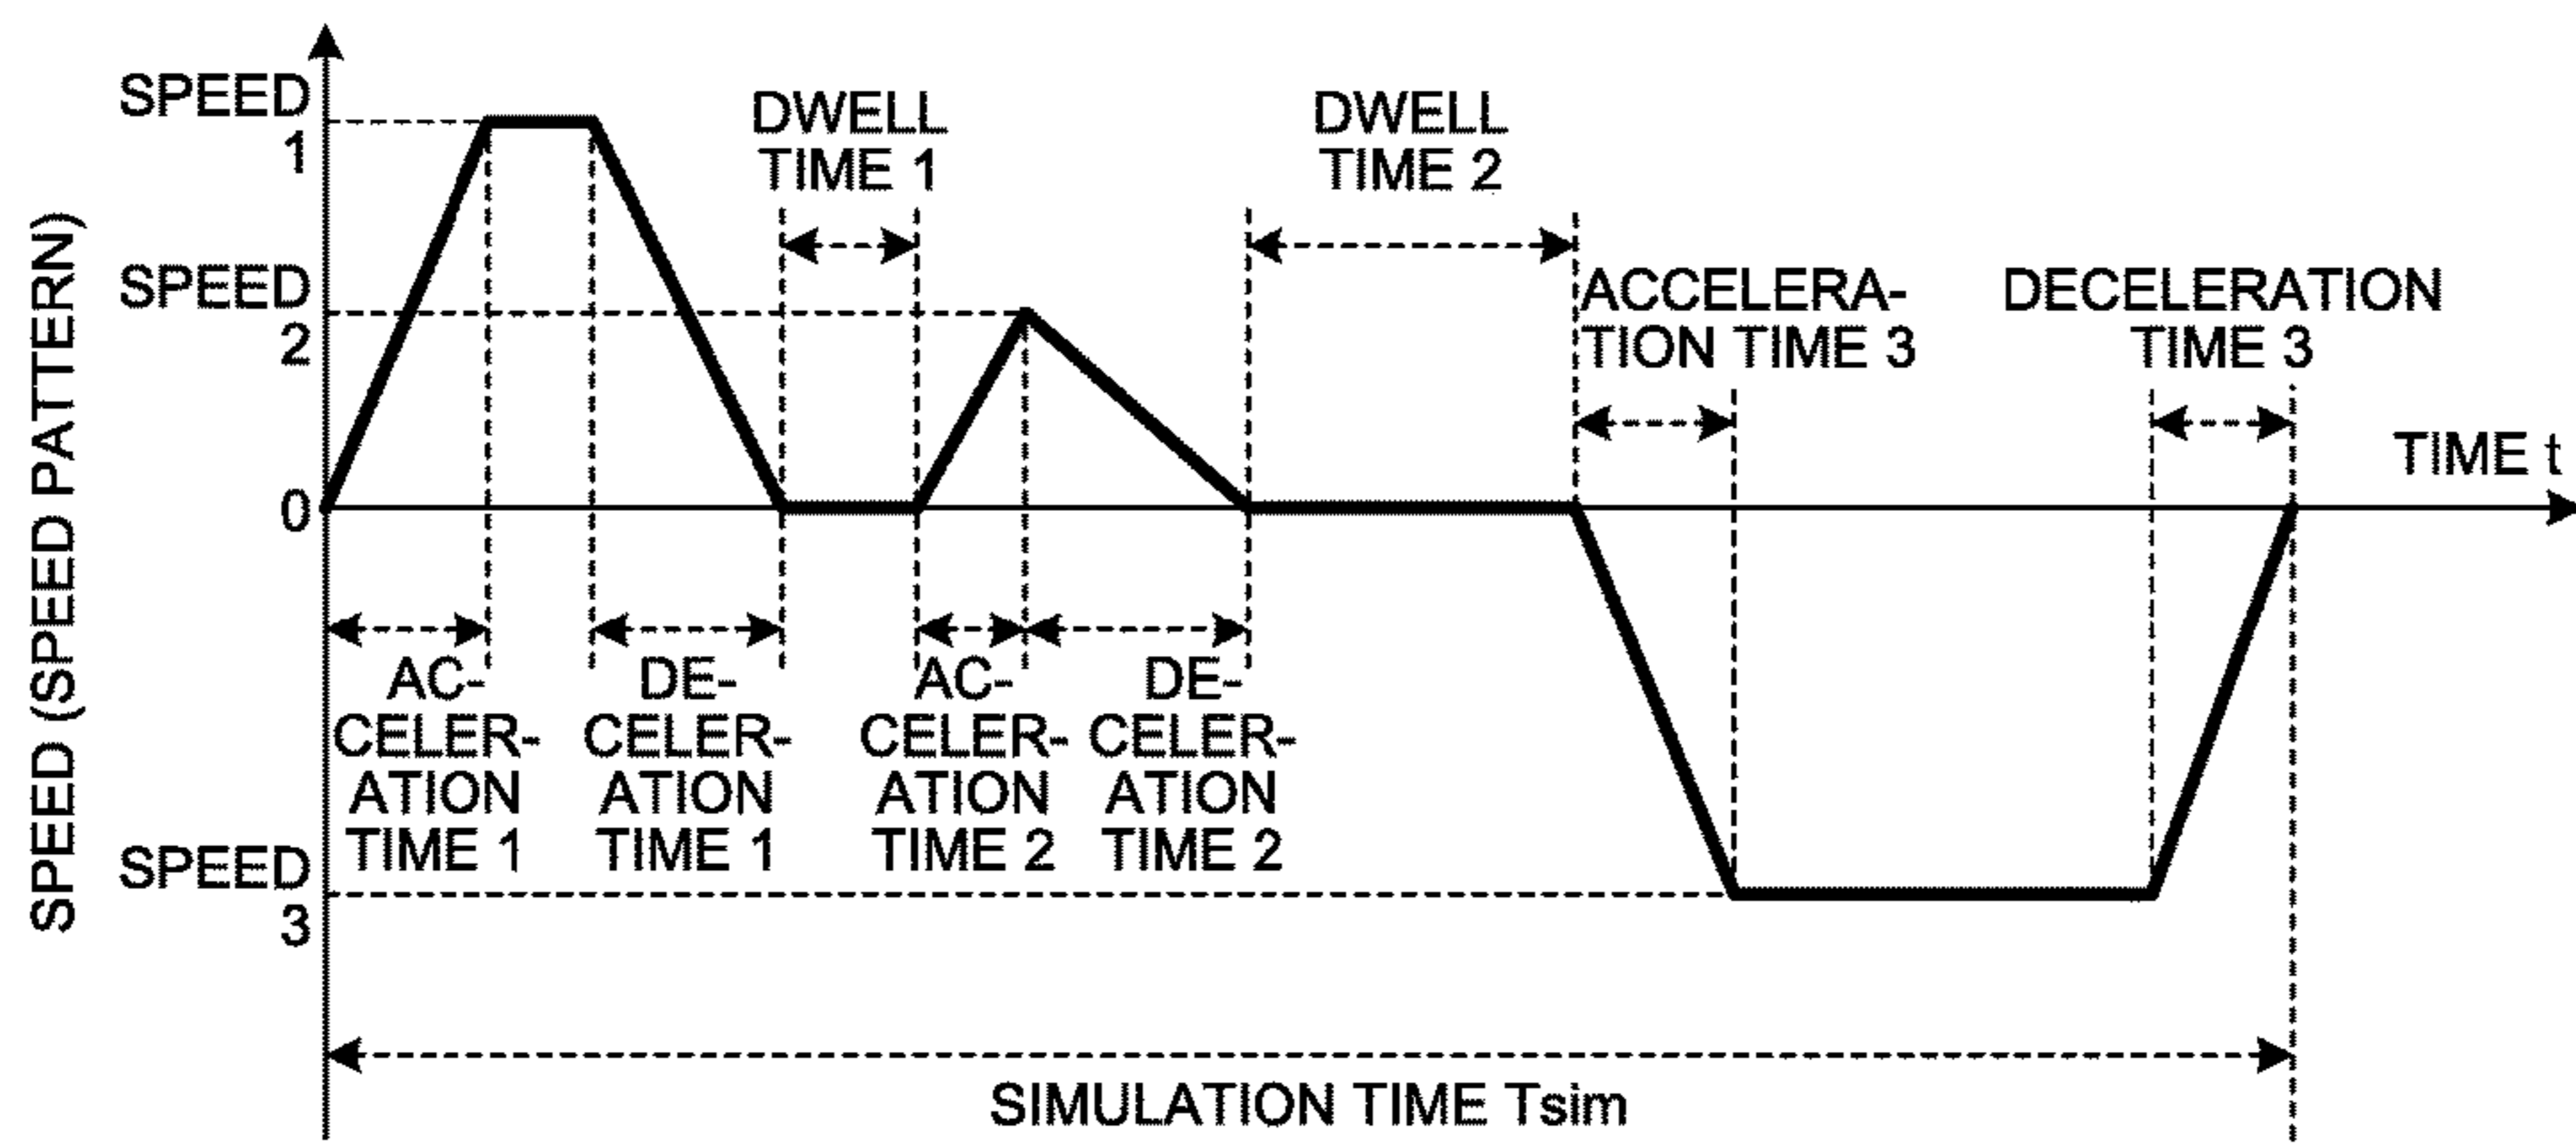 SPEED (SPEED PATTERN)
SPEED
1
SPEED
2
0
SPEED
3
DWELL
TIME 1
DWELL
TIME 2
ACCELERA-
TION TIME 3
DECELERATION
TIME 3
TIME t
AC-
CELER-
ATION
TIME 1
DE-
CELER-
ATION
TIME 1
AC-
CELER-
ATION
TIME 2
DE-
CELER-
ATION
TIME 2
SIMULATION TIME Tsim